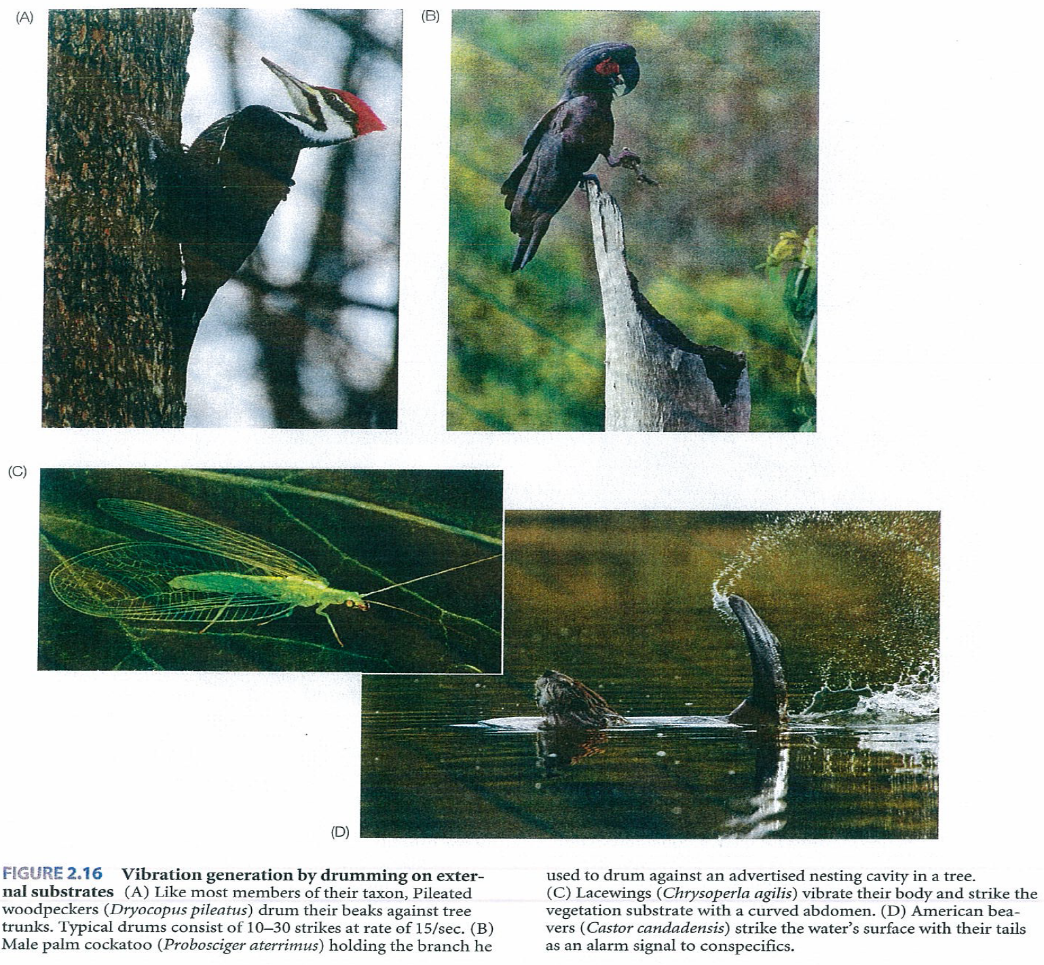 (A)
(B)
(C)
(D)
FIGURE 2.16 Vibration generation by drumming on exter-
nal substrates (A) Like most members of their taxon, Pileated
woodpeckers (Dryocopus pileatus) drum their beaks against tree
trunks. Typical drums consist of 10–30 strikes at rate of 15/sec. (B)
Male palm cockatoo (Probosciger aterrimus) holding the branch he
used to drum against an advertised nesting cavity in a tree.
(C) Lacewings (Chrysoperla agilis) vibrate their body and strike the
vegetation substrate with a curved abdomen. (D) American bea-
vers (Castor candadensis) strike the water's surface with their tails
as an alarm signal to conspecifics.